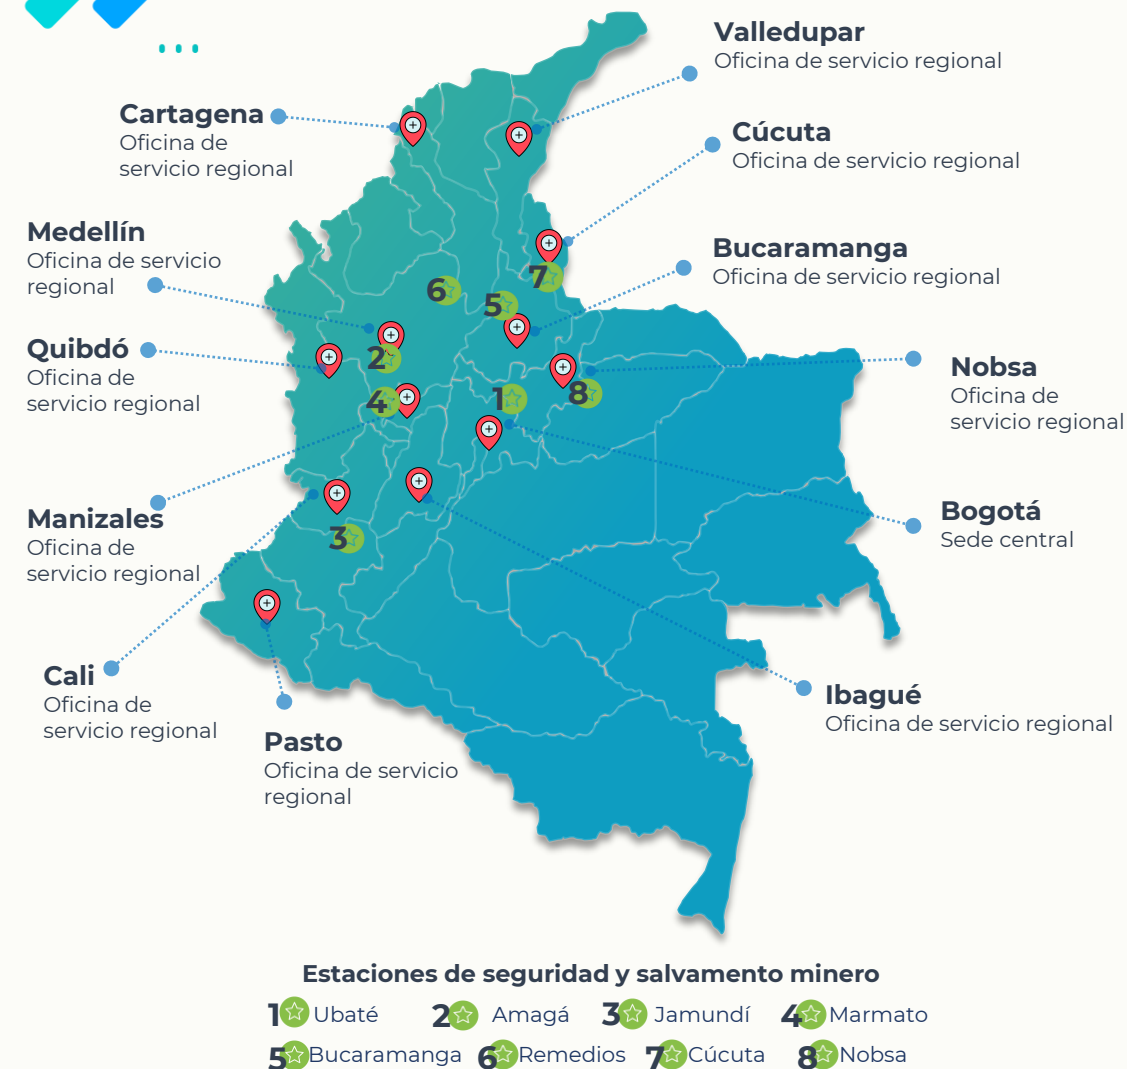 Valledupar
Oficina de servicio regional
Cartagena
Oficina de
servicio regional
Cúcuta
Oficina de servicio regional
Medellín
Oficina de servicio
regional
Bucaramanga
Oficina de servicio regional
7
6
5
Quibdó
Oficina de
servicio regional
2
Nobsa
Oficina de
servicio regional
4
1
8
Manizales
Oficina de
servicio regional
Bogotá
Sede central
3
Cali
Oficina de
servicio regional
Ibagué
Oficina de servicio regional
Pasto
Oficina de servicio
regional
Estaciones de seguridad y salvamento minero
1 Ubaté 2 Amagá 3 Jamundí 4 Marmato
5 Bucaramanga 6 Remedios 7 Cúcuta 8 Nobsa